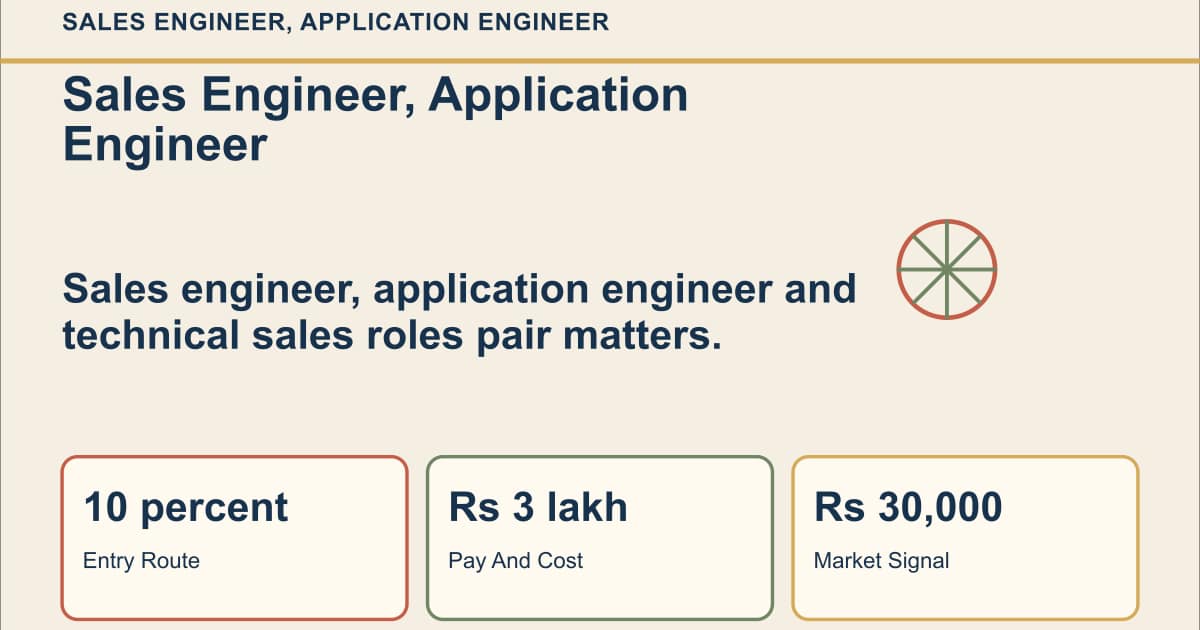 SALES ENGINEER, APPLICATION ENGINEER
Sales Engineer, Application
Engineer
Sales engineer, application engineer and
technical sales roles pair matters.
10 percent
Entry Route
Rs 3 lakh
Pay And Cost
Rs 30,000
Market Signal